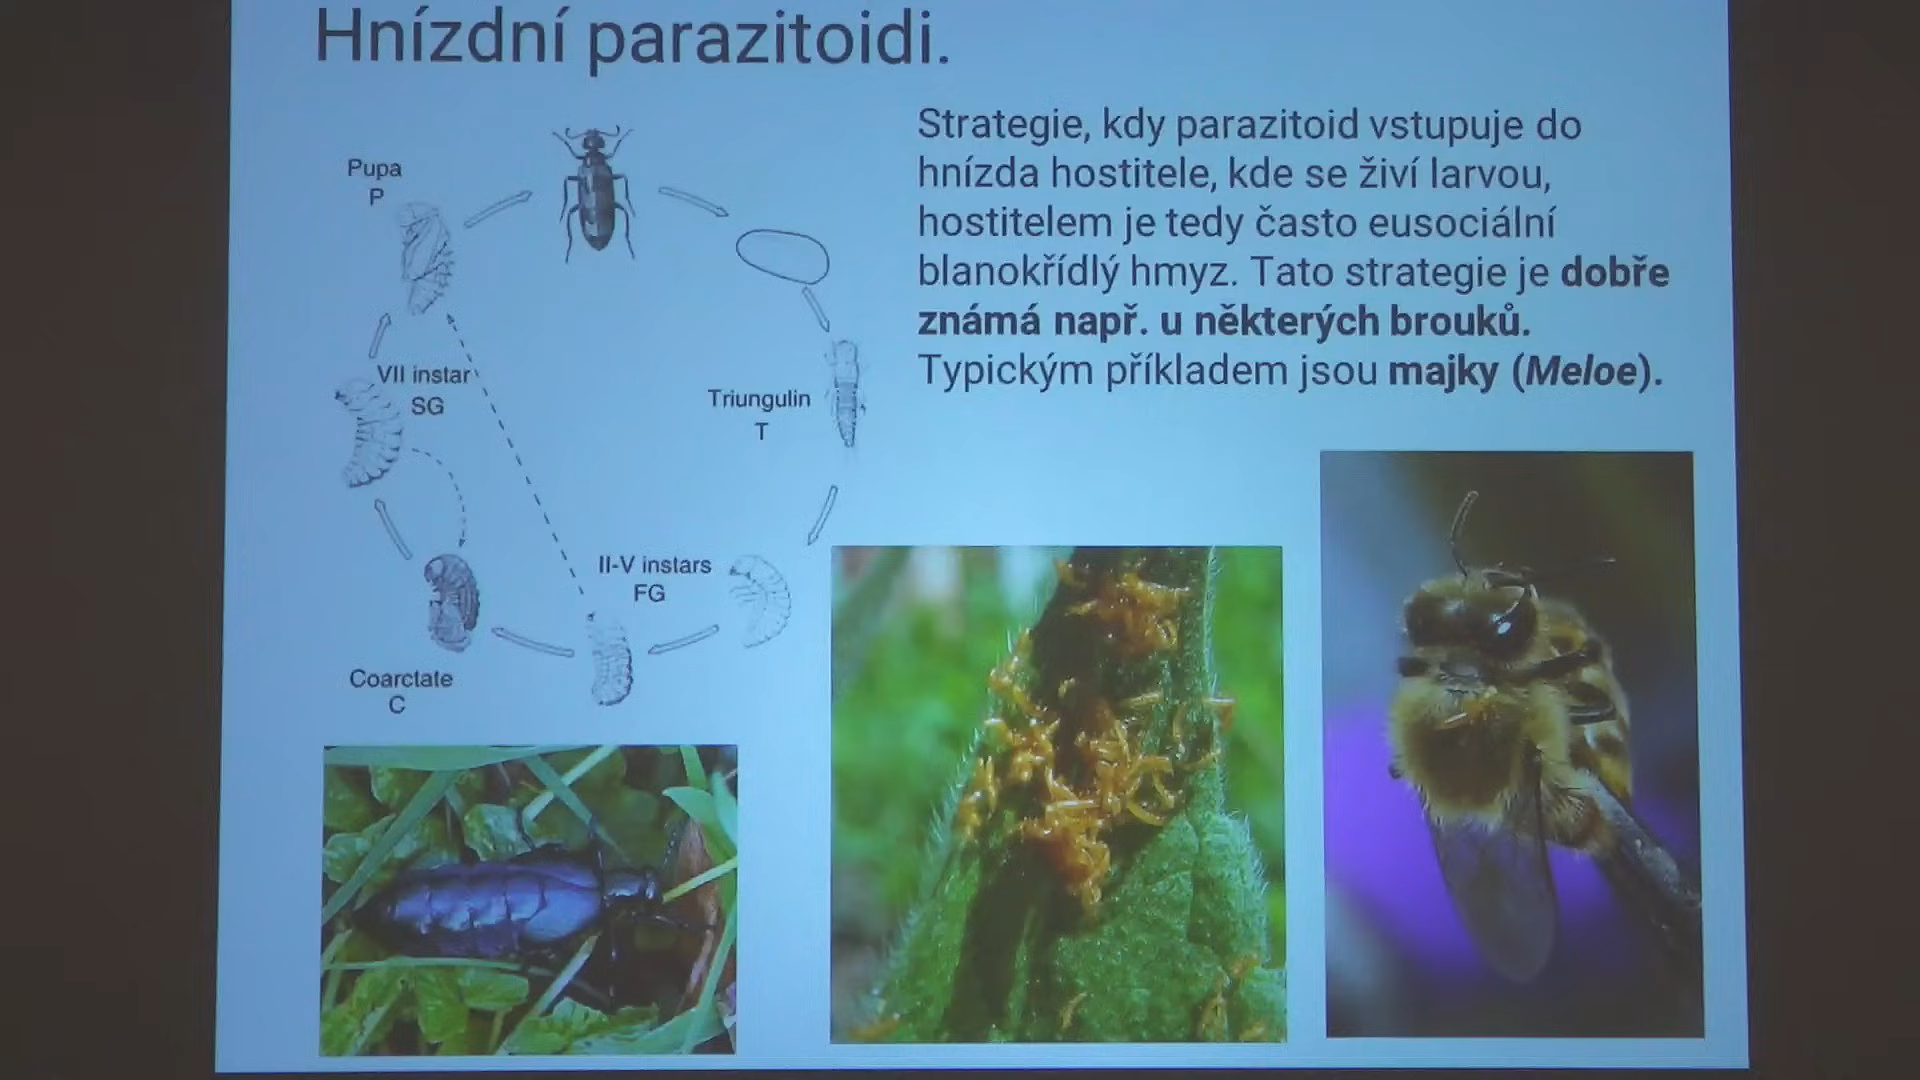 Hnízdní parazitoidi.
Strategie, kdy parazitoid vstupuje do
hnízda hostitele, kde se živí larvou,
hostitelem je tedy často eusociální
blanokřídlý hmyz. Tato strategie je dobře
známá např. u některých brouků.
Typickým příkladem jsou majky (Meloe).
Pupa
P
VII instar
SG
Triungulin
T
II-V instars
FG
Coarctate
C